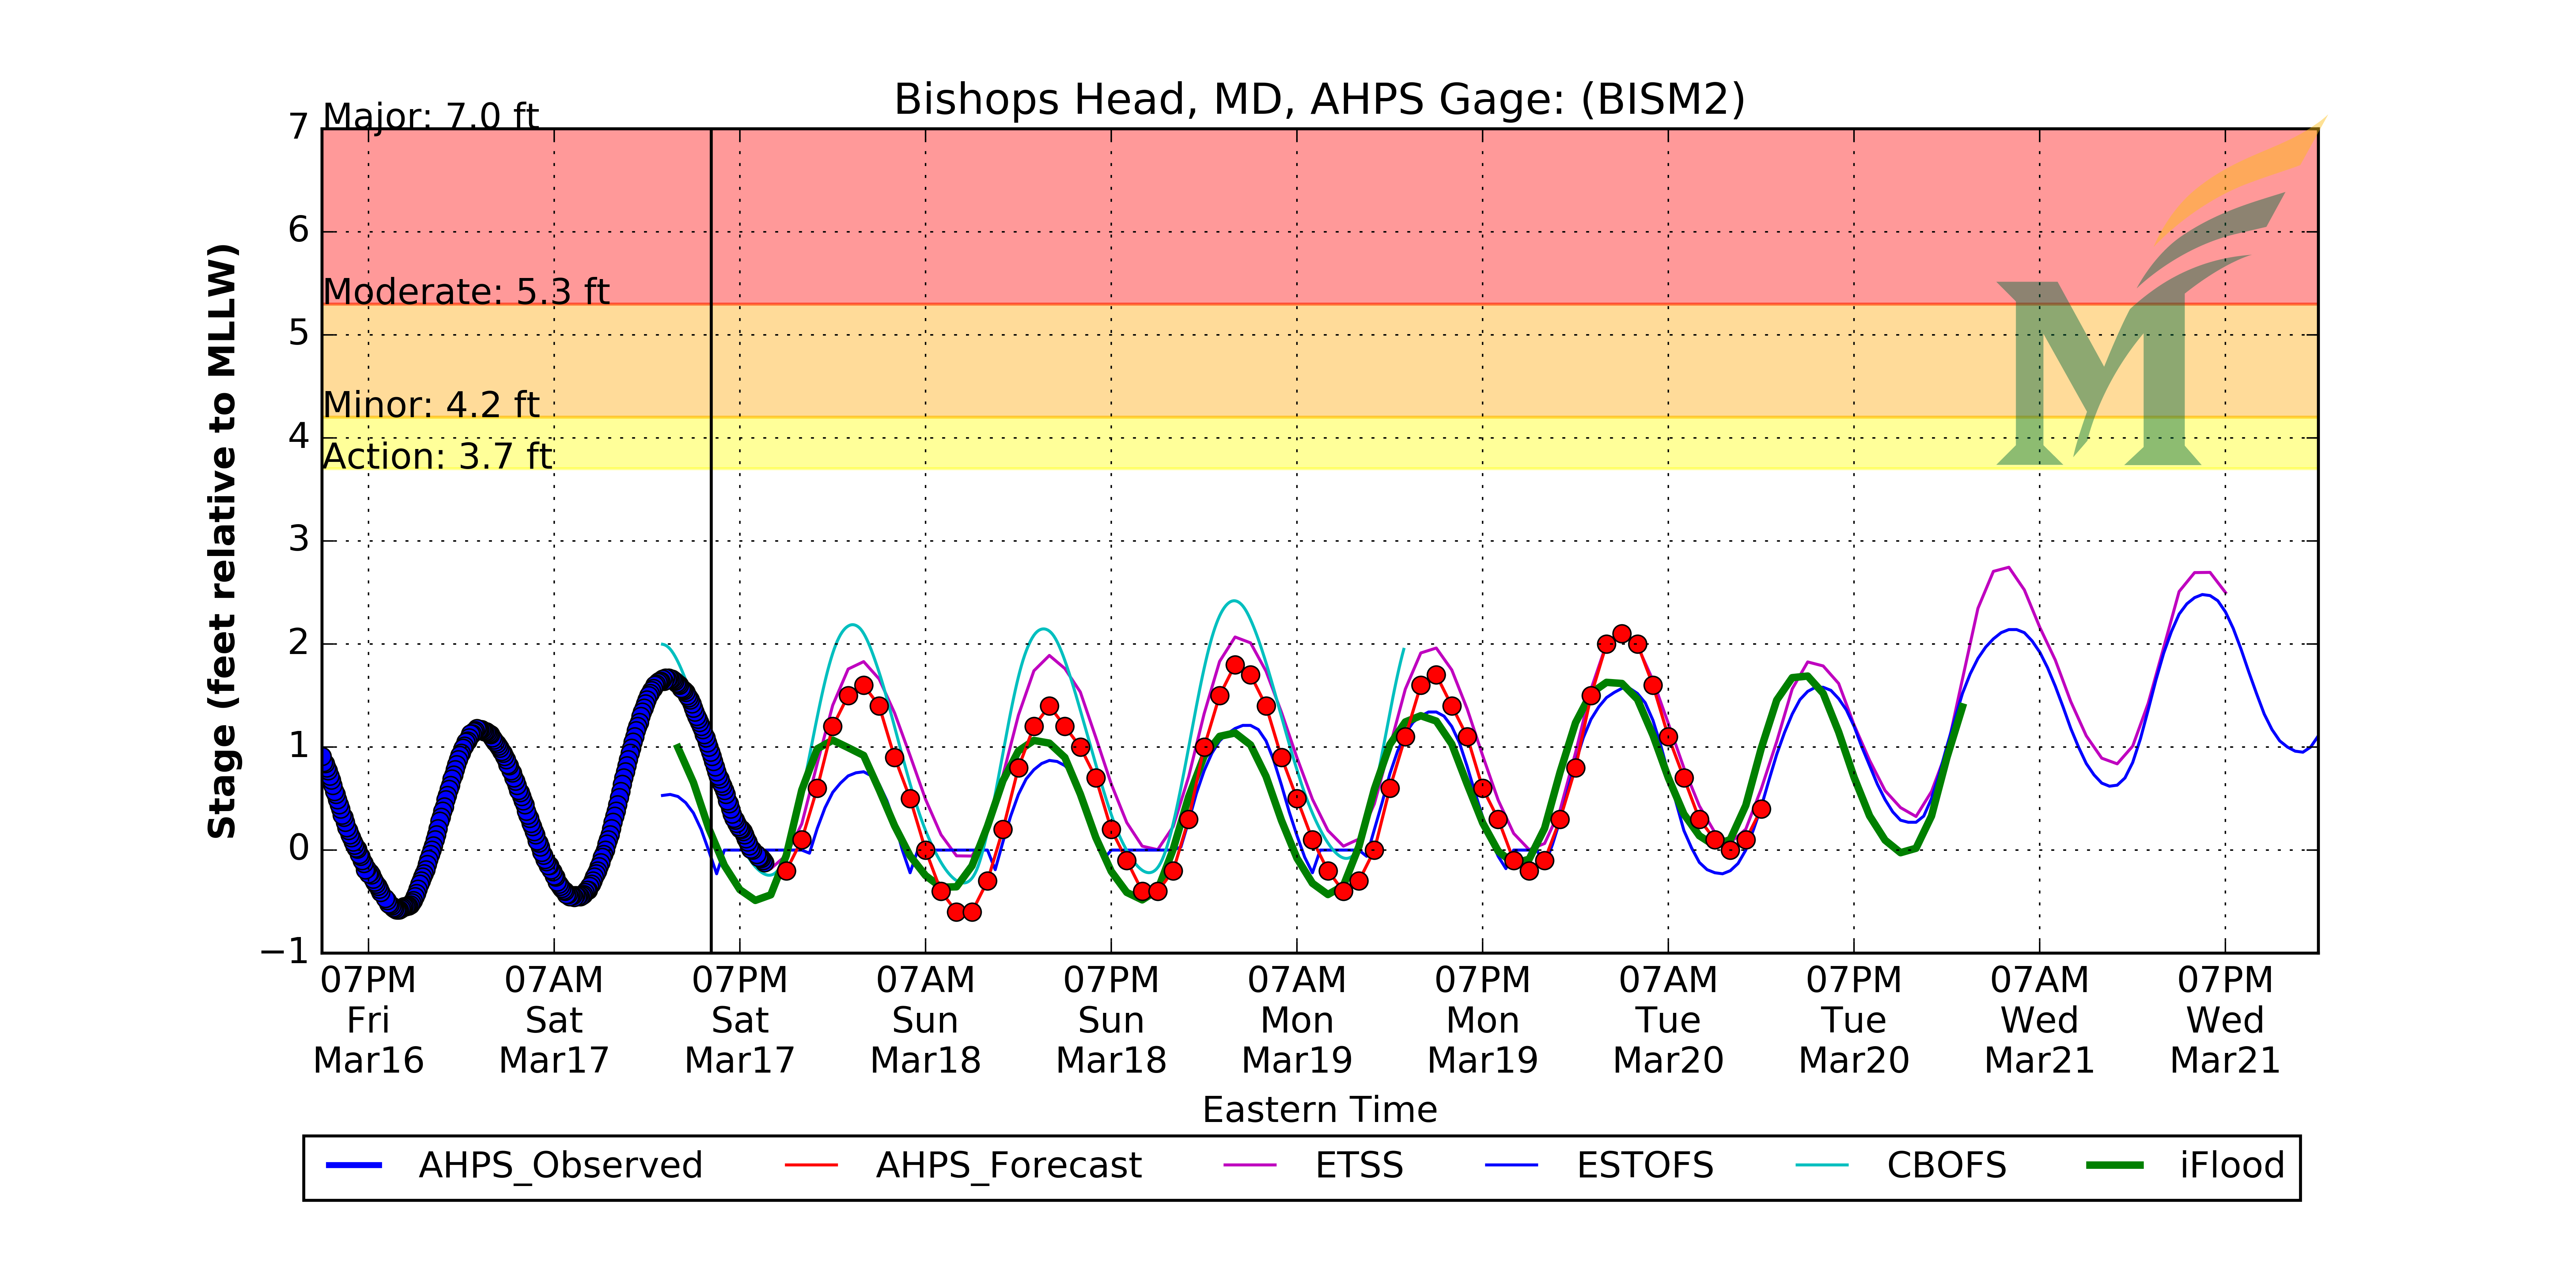 Bishops Head, MD, AHPS Gage: (BISM2)
Major: 7.0 ft
Moderate: 5.3 ft
Minor: 4.2 ft
Action: 3.7 ft
7
6
5
4
3
2
1
0
−1
Stage (feet relative to MLLW)
07PM 07AM 07PM 07AM 07PM 07AM 07PM 07AM 07PM 07AM 07PM
Fri Sat Sat Sun Sun Mon Mon Tue Tue Wed Wed
Mar16 Mar17 Mar17 Mar18 Mar18 Mar19 Mar19 Mar20 Mar20 Mar21 Mar21
Eastern Time
AHPS_Observed AHPS_Forecast ETSS ESTOFS CBOFS iFlood
M